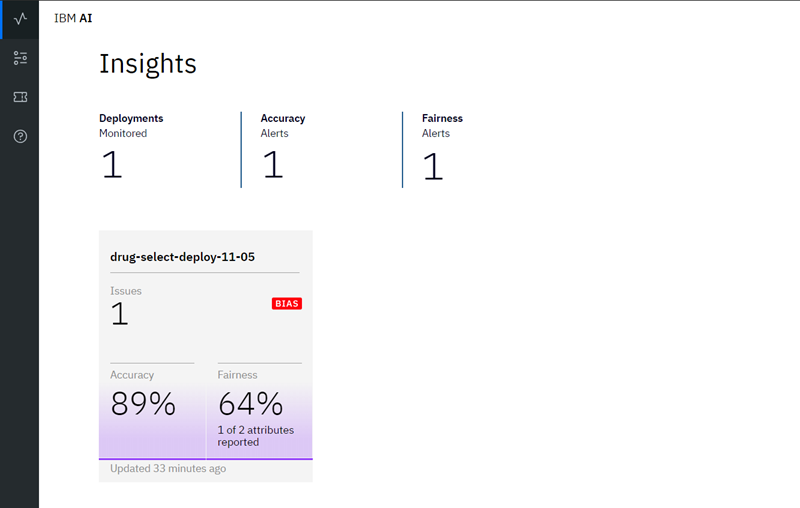 IBM AI
Insights
Deployments
Monitored
1
Accuracy
Alerts
1
Fairness
Alerts
1
drug-select-deploy-11-05
Issues
1
BIAS
Accuracy
89%
Fairness
64%
1 of 2 attributes
reported
Updated 33 minutes ago